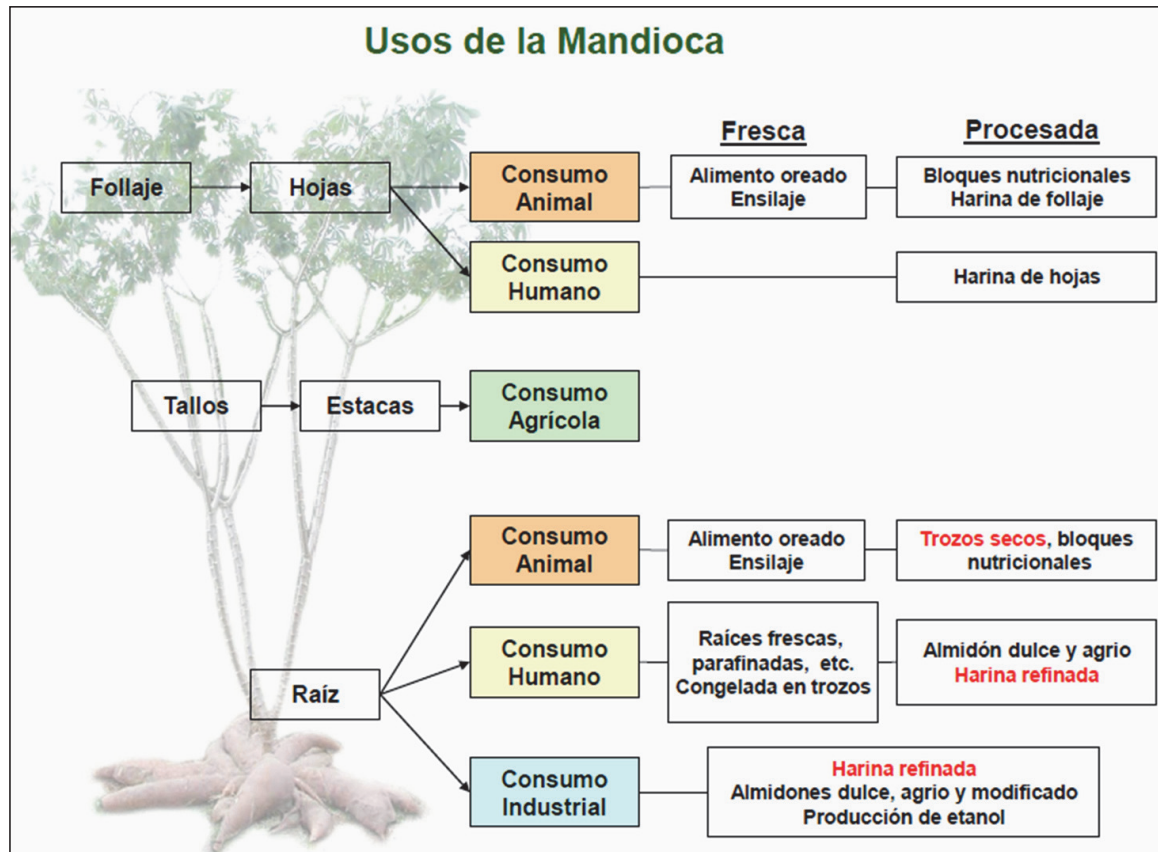 Usos de la Mandioca
Fresca
Procesada
Follaje
Hojas
Consumo
Animal
Alimento oreado
Ensilaje
Bloques nutricionales
Harina de follaje
Consumo
Humano
Harina de hojas
Tallos
Estacas
Consumo
Agrícola
Raíz
Consumo
Animal
Alimento oreado
Ensilaje
Trozos secos, bloques
nutricionales
Consumo
Humano
Raíces frescas,
parafinadas, etc.
Congelada en trozos
Almidón dulce y agrio
Harina refinada
Consumo
Industrial
Harina refinada
Almidones dulce, agrio y modificado
Producción de etanol